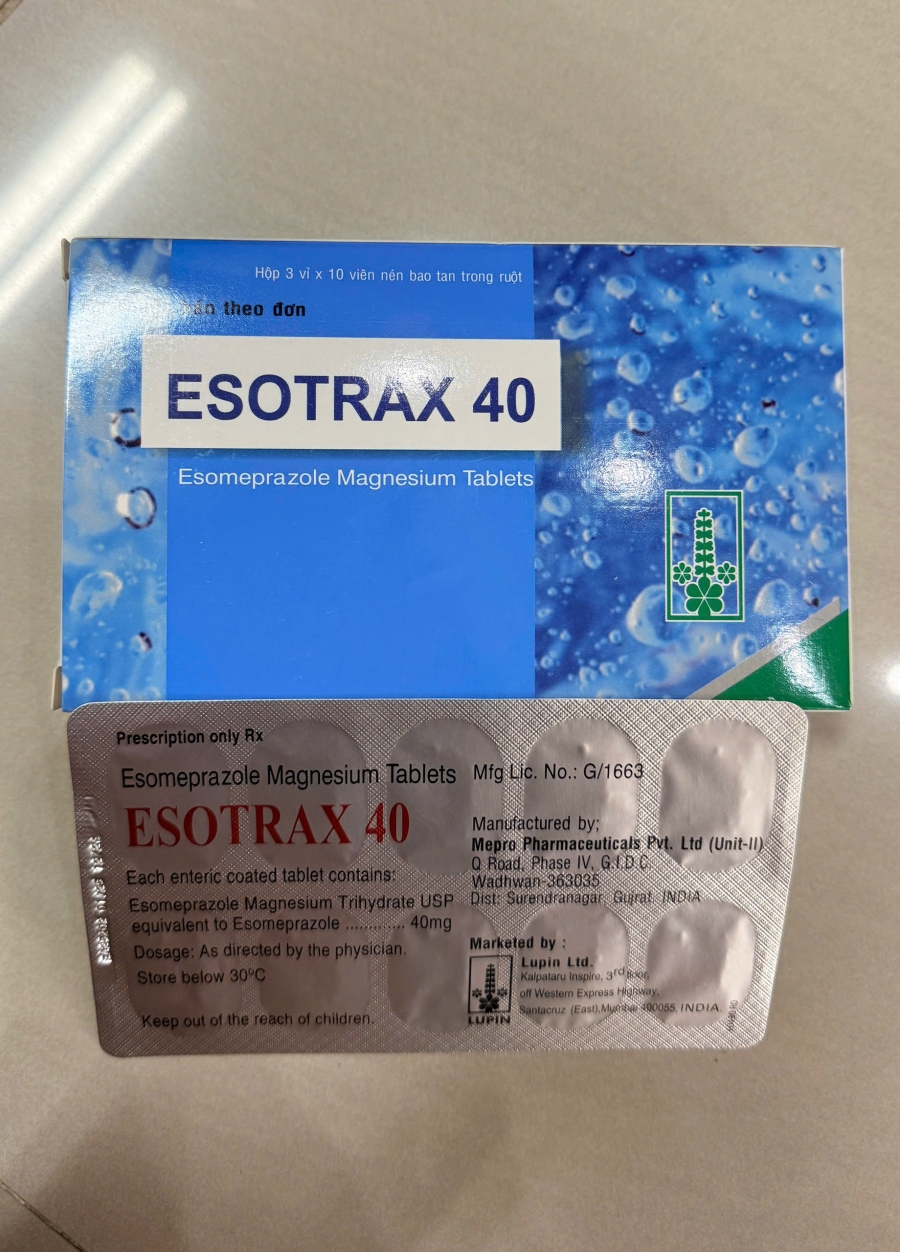 Hộp 3 vỉ x 10 viên nén bao tan trong ruột
bán theo đơn
ESOTRAX 40
Esomeprazole Magnesium Tablets
Prescription only Rx
Esomeprazole Magnesium Tablets
ESOTRAX 40
Each enteric coated tablet contains:
Esomeprazole Magnesium Trihydrate USP
equivalent to Esomeprazole ............. 40mg
Dosage: As directed by the physician.
Store below 30ºC
Keep out of the reach of children.
Mfg Lic. No.: G/1663
Manufactured by;
Mepro Pharmaceuticals Pvt. Ltd (Unit-II)
Q Road, Phase IV, G.I.D.C.
Wadhwan-363035
Dist: Surendranagar, Gujrat. INDIA
Marketed by :
Lupin Ltd.
Kalpataru Inspire, 3rd floor,
off Western Express Highway,
Santacruz (East), Mumbai 400055, INDIA.
LUPIN